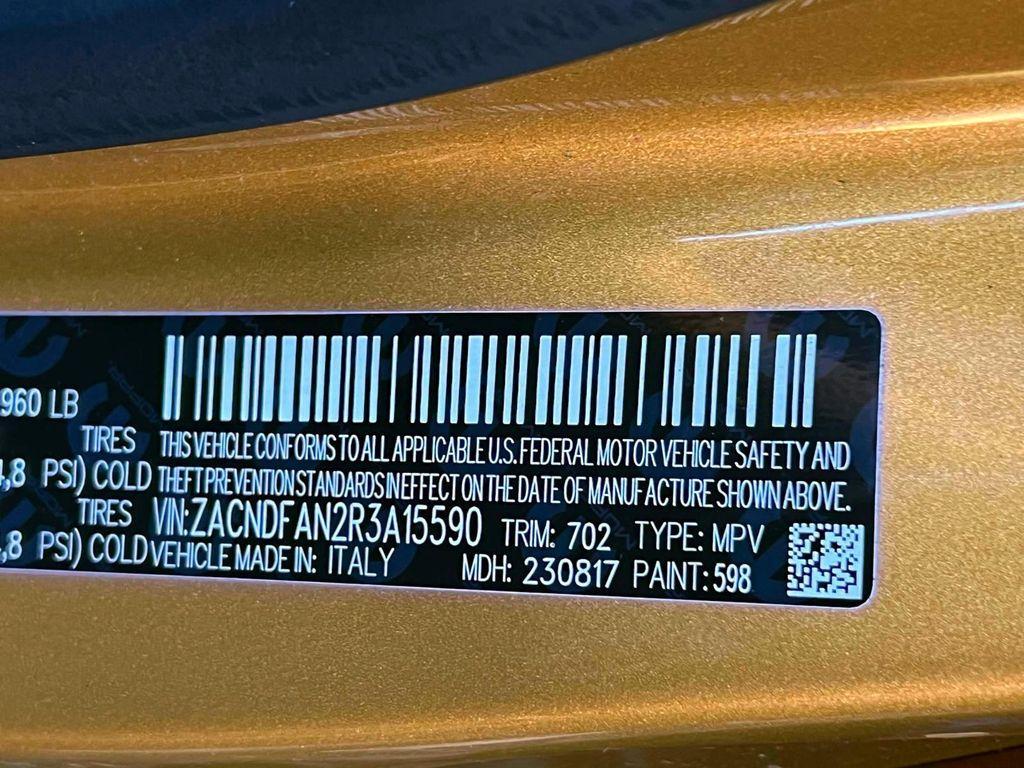 960 LB
TIRES
THIS VEHICLE CONFORMS TO ALL APPLICABLE U.S. FEDERAL MOTOR VEHICLE SAFETY AND
,8 PSI) COLD THEFT PREVENTION STANDARDS IN EFFECT ON THE DATE OF MANUFACTURE SHOWN ABOVE.
TIRES VIN:ZACNDFAN2R3A15590 TRIM: 702 TYPE: MPV
,8 PSI) COLD VEHICLE MADE IN: ITALY MDH: 230817 PAINT: 598